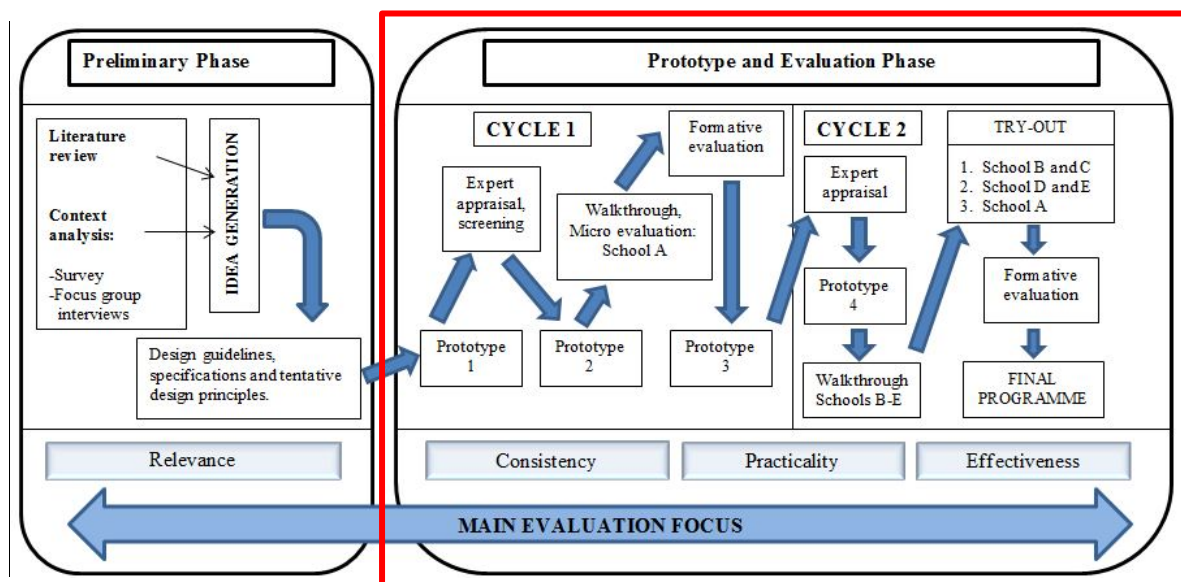 Preliminary Phase
Literature
review
Context
analysis:
-Survey
-Focus group
interviews
IDEA GENERATION
Design guidelines,
specifications and tentative
design principles.
Relevance
Prototype and Evaluation Phase
CYCLE 1
Prototype
1
Expert
appraisal,
screening
Prototype
2
Walkthrough,
Micro evaluation:
School A
Formative
evaluation
Prototype
3
CYCLE 2
Expert
appraisal
Prototype
4
Walkthrough
Schools B-E
TRY-OUT
1. School B and C
2. School D and E
3. School A
Formative
evaluation
FINAL
PROGRAMME
Consistency
Practicality
Effectiveness
MAIN EVALUATION FOCUS